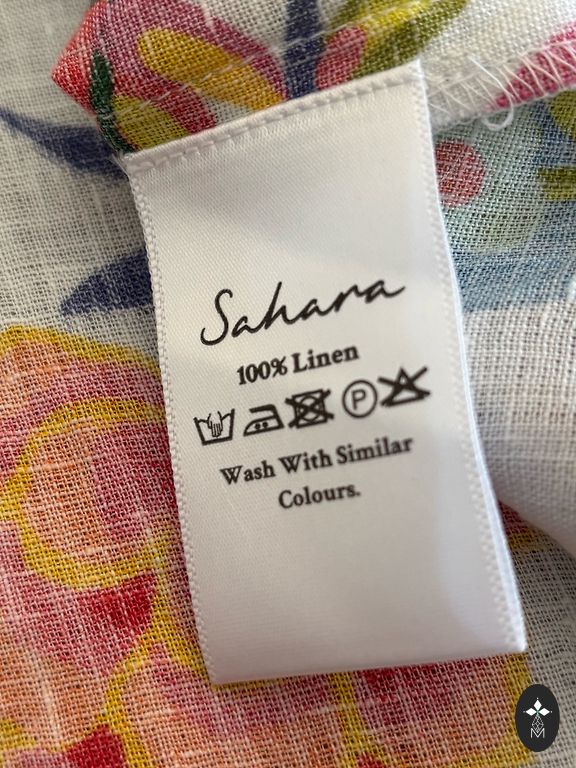 Sahara
100% Linen
P
Wash With Similar
Colours.